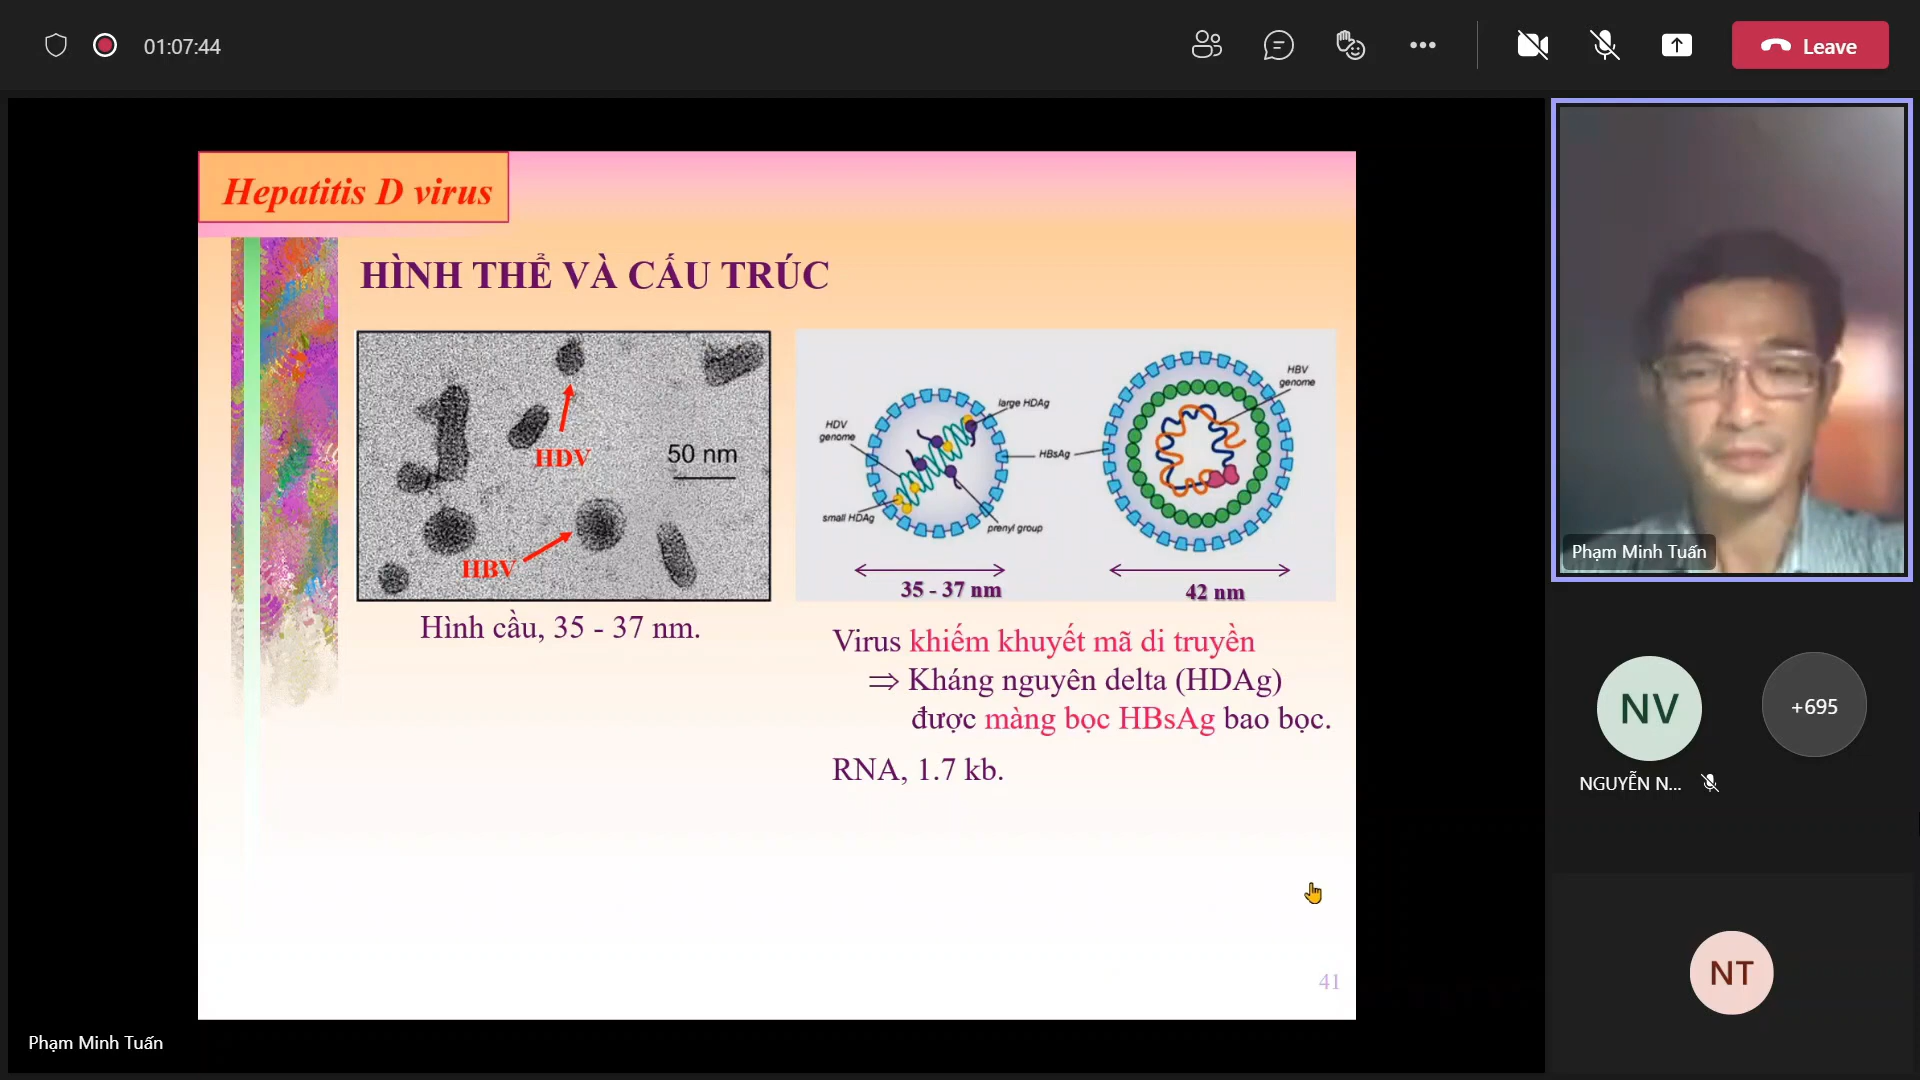 01:07:44
Leave
Hepatitis D virus
HÌNH THỂ VÀ CẤU TRÚC
HDV
50 nm
HBV
Hình cầu, 35 - 37 nm.
HDV
genome
large HDAg
HBsAg
small HDAg
prenyl group
HBV
genome
35 - 37 nm
42 nm
Virus khiếm khuyết mã di truyền
⇒ Kháng nguyên delta (HDAg)
được màng bọc HBsAg bao bọc.
RNA, 1.7 kb.
41
Phạm Minh Tuấn
Phạm Minh Tuấn
NV
+695
NGUYỄN N...
NT